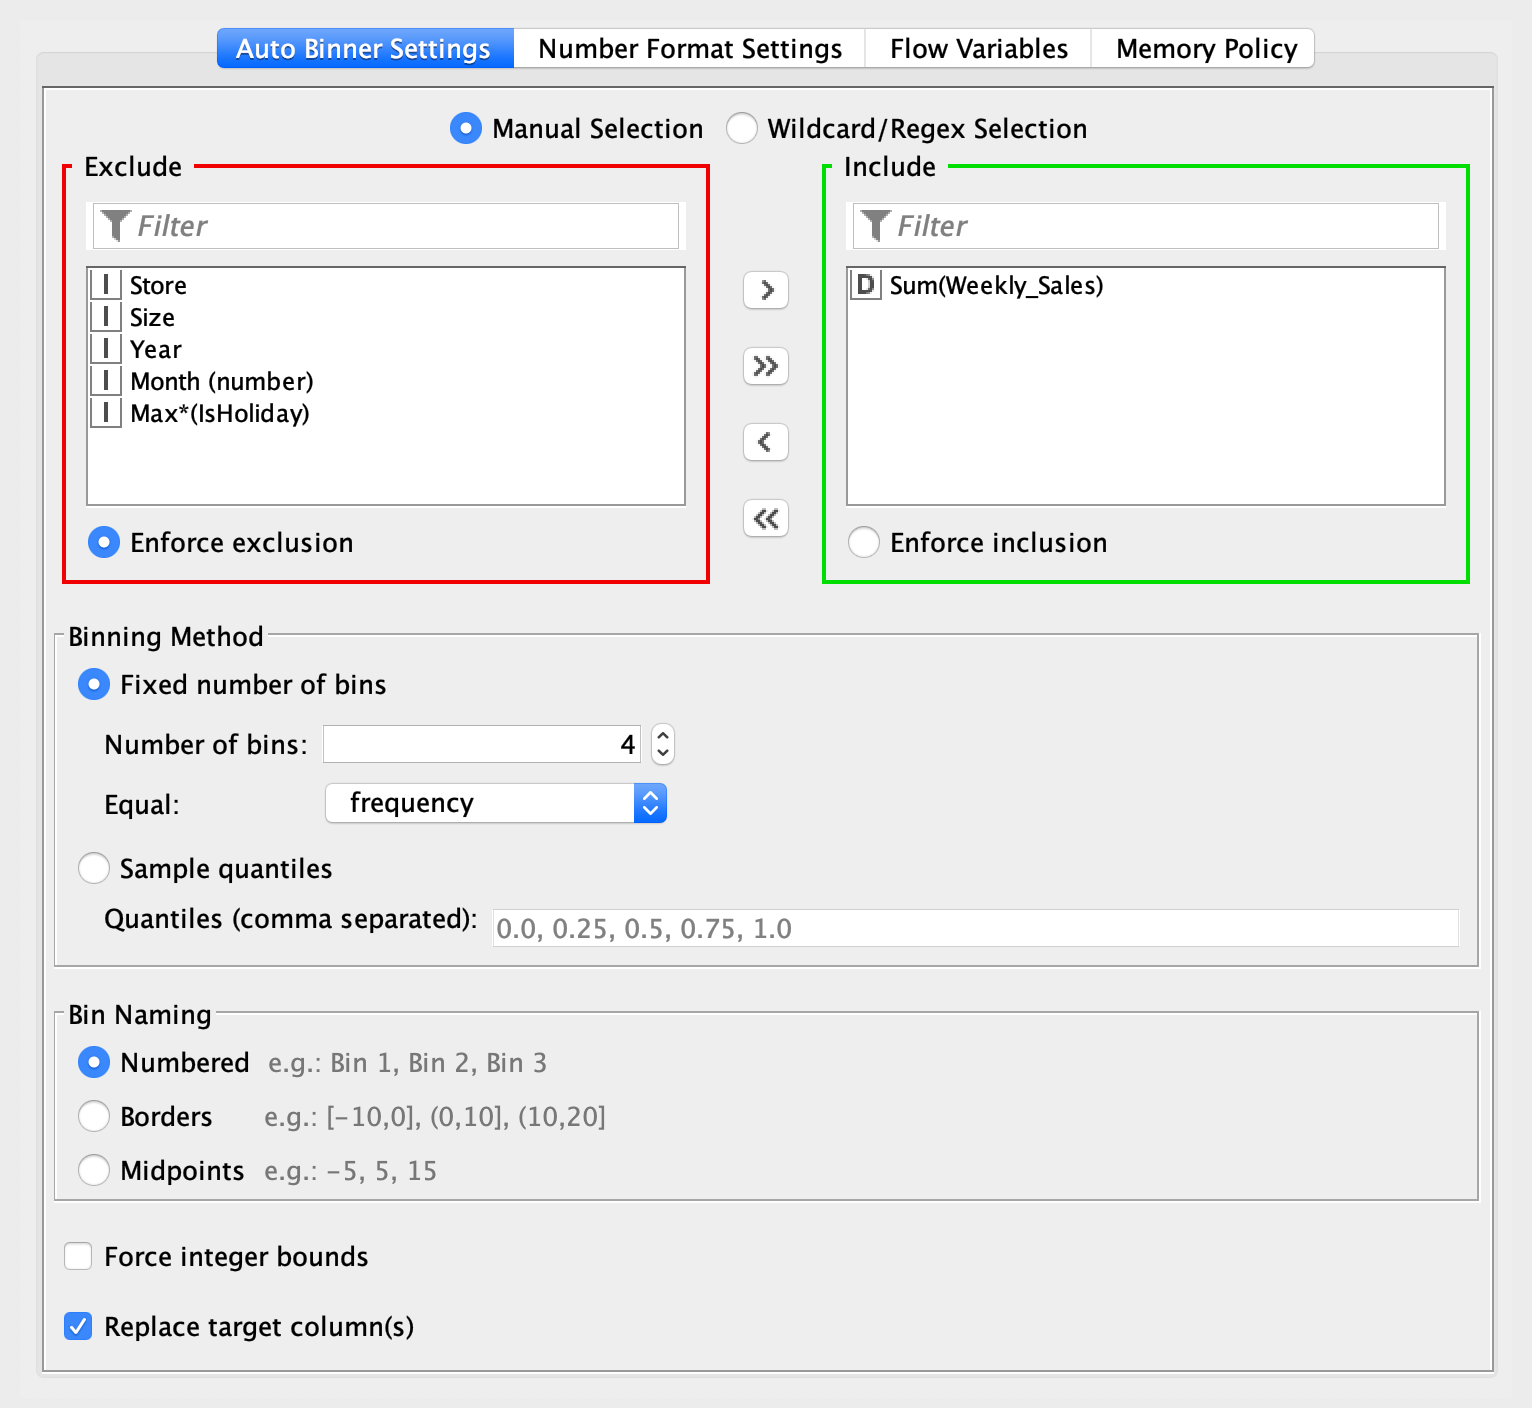 Auto Binner Settings Number Format Settings Flow Variables Memory Policy
Manual Selection Wildcard/Regex Selection
Exclude
Filter
I Store
I Size
I Year
I Month (number)
I Max*(IsHoliday)
Enforce exclusion
Include
Filter
D Sum(Weekly_Sales)
Enforce inclusion
Binning Method
Fixed number of bins
Number of bins: 4
Equal: frequency
Sample quantiles
Quantiles (comma separated): 0.0, 0.25, 0.5, 0.75, 1.0
Bin Naming
Numbered e.g.: Bin 1, Bin 2, Bin 3
Borders e.g.: [-10,0], (0,10], (10,20]
Midpoints e.g.: -5, 5, 15
Force integer bounds
Replace target column(s)